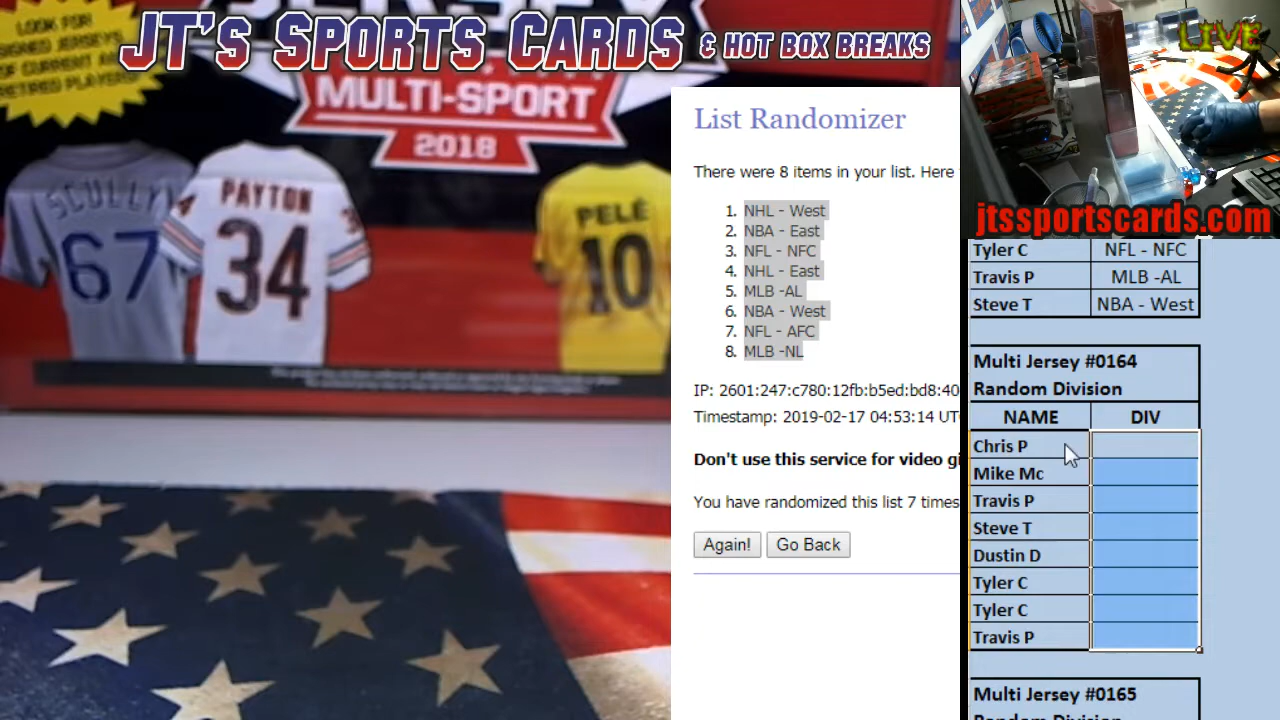 LOOK FOR
SIGNED JERSEYS
OF CURRENT AND
RETIRED PLAYERS
JT'S SPORTS CARDS & HOT BOX BREAKS
JERSEY
MULTI-SPORT
2018
SCULLY
67
PAYTON
34
PELÉ
10
List Randomizer
There were 8 items in your list. Here
1. NHL - West
2. NBA - East
3. NFL - NFC
4. NHL - East
5. MLB -AL
6. NBA - West
7. NFL - AFC
8. MLB -NL
IP: 2601:247:c780:12fb:b5ed:bd8:40
Timestamp: 2019-02-17 04:53:14 UT
Don't use this service for video gi
You have randomized this list 7 times
Again! Go Back
LIVE
jtssportscards.com
Tyler C NFL - NFC
Travis P MLB -AL
Steve T NBA - West
Multi Jersey #0164
Random Division
NAME DIV
Chris P
Mike Mc
Travis P
Steve T
Dustin D
Tyler C
Tyler C
Travis P
Multi Jersey #0165
Random Division